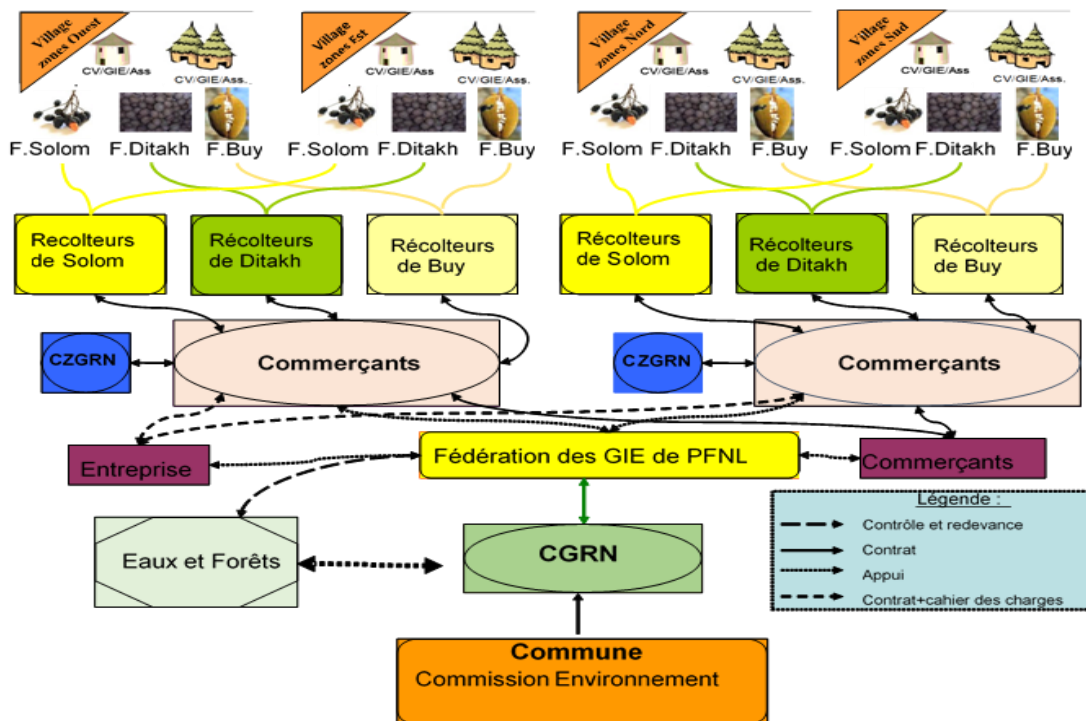 Village
zones Ouest
CV/GIE/Ass
CV/GIE/Ass.
Village
zones Est
CV/GIE/Ass
CV/GIE/Ass.
Village
zones Nord
CV/GIE/Ass
CV/GIE/Ass.
Village
zones Sud
CV/GIE/Ass
CV/GIE/Ass.
F.Solom F.Ditakh F.Buy F.Solom F.Ditakh F.Buy F.Solom F.Ditakh F.Buy F.Solom F.Ditakh F.Buy
Recolteurs
de Solom
Récolteurs
de Ditakh
Récolteurs
de Buy
Récolteurs
de Solom
Récolteurs
de Ditakh
Récolteurs
de Buy
CZGRN
Commerçants
CZGRN
Commerçants
Entreprise
Fédération des GIE de PFNL
Commerçants
Légende :
Contrôle et redevance
Contrat
Appui
Contrat+cahier des charges
Eaux et Forêts
CGRN
Commune
Commission Environnement